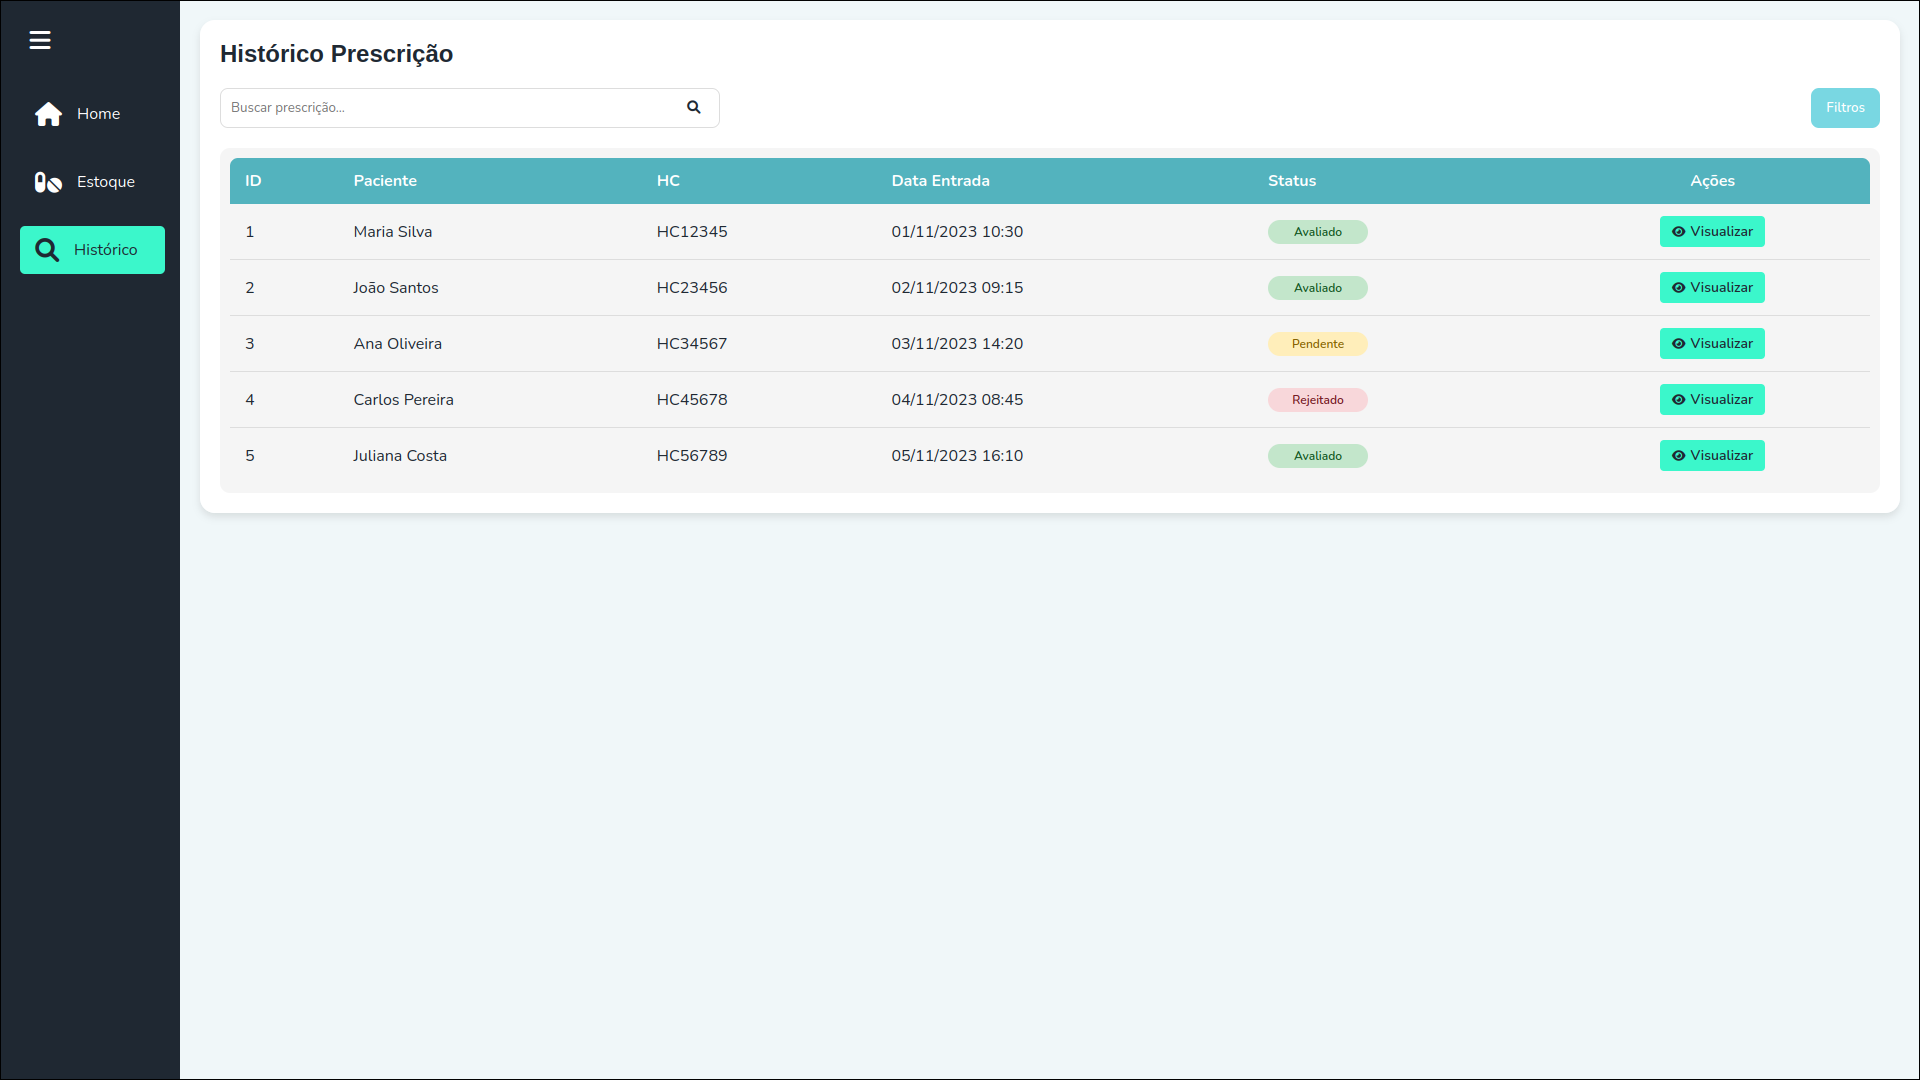 Home
Estoque
Histórico
Histórico Prescrição
Buscar prescrição...
Filtros
ID Paciente HC Data Entrada Status Ações
1 Maria Silva HC12345 01/11/2023 10:30 Avaliado Visualizar
2 João Santos HC23456 02/11/2023 09:15 Avaliado Visualizar
3 Ana Oliveira HC34567 03/11/2023 14:20 Pendente Visualizar
4 Carlos Pereira HC45678 04/11/2023 08:45 Rejeitado Visualizar
5 Juliana Costa HC56789 05/11/2023 16:10 Avaliado Visualizar